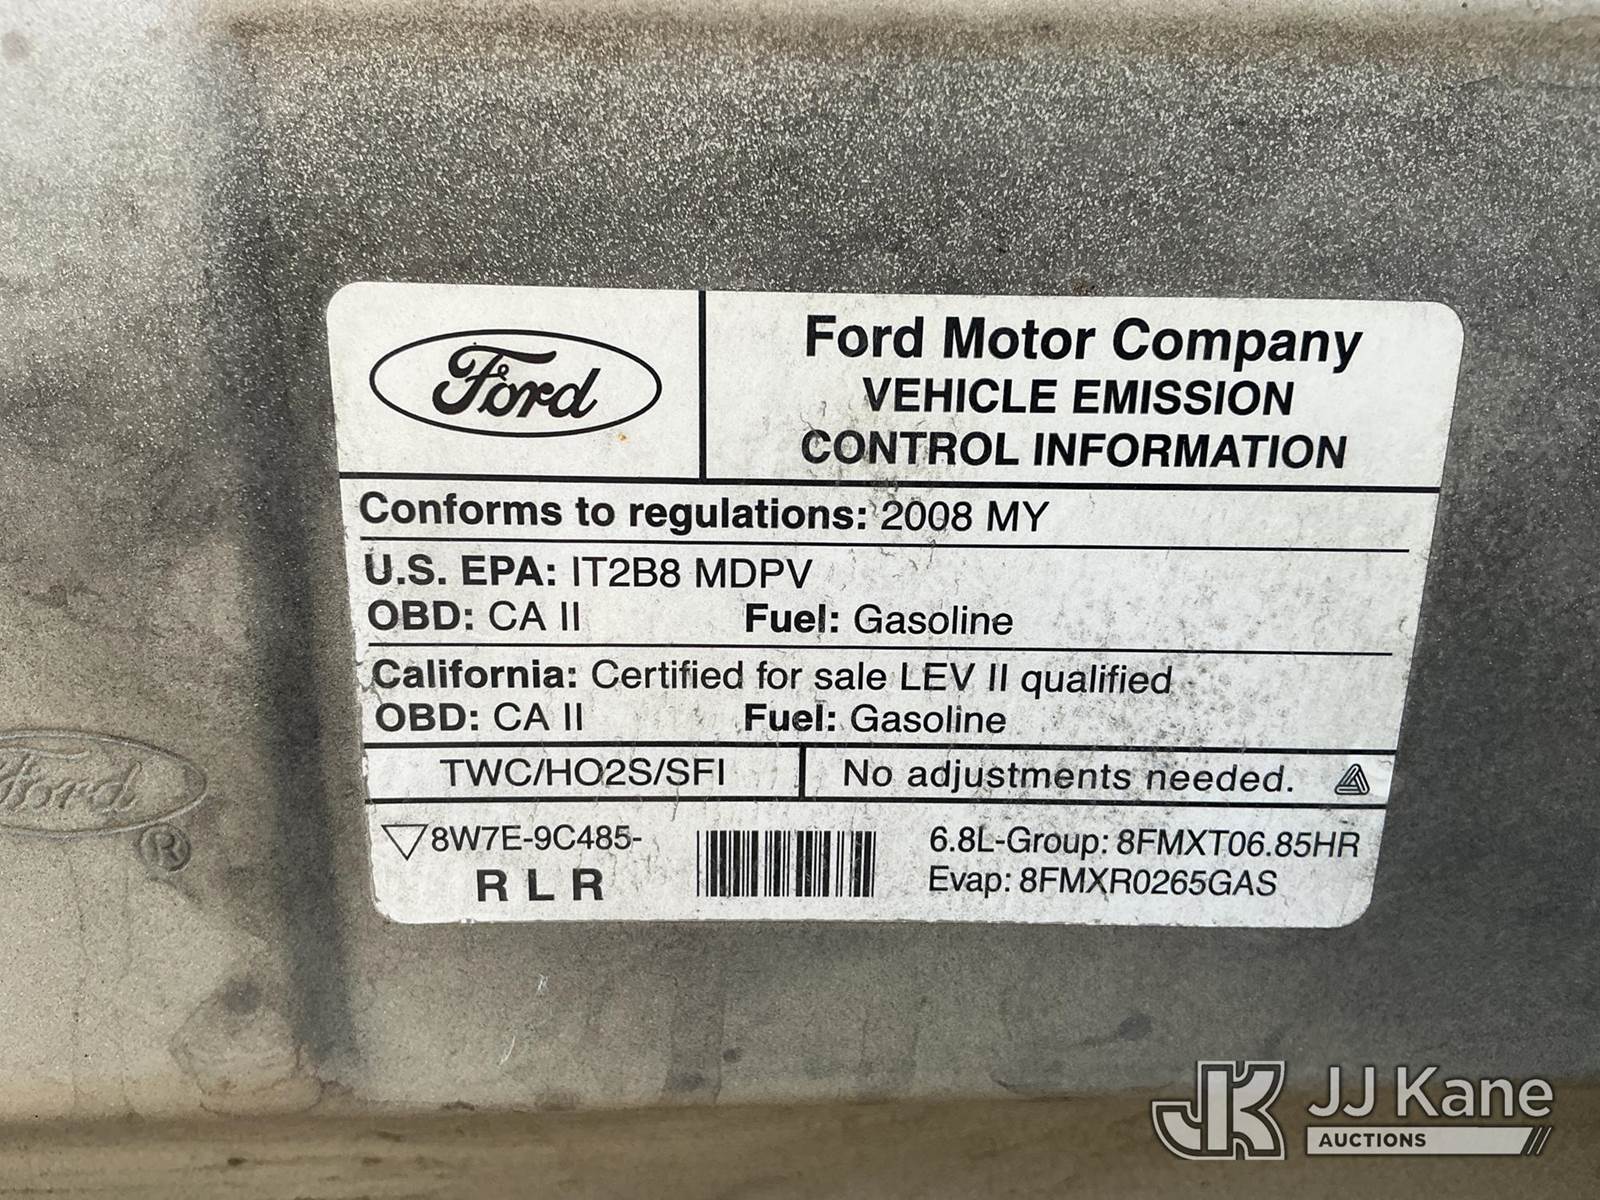 Ford
Ford Motor Company
VEHICLE EMISSION
CONTROL INFORMATION
Conforms to regulations: 2008 MY
U.S. EPA: IT2B8 MDPV
OBD: CA II Fuel: Gasoline
California: Certified for sale LEV II qualified
OBD: CA II Fuel: Gasoline
TWC/HO2S/SFI No adjustments needed.
8W7E-9C485-
R L R
6.8L-Group: 8FMXT06.85HR
Evap: 8FMXR0265GAS
Ford
®
JK JJ Kane
AUCTIONS